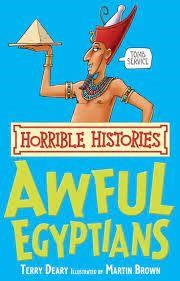 TOMB
SERVICE
HORRIBLE HISTORIES
AWFUL
EGYPTIANS
TERRY DEARY ILLUSTRATED BY MARTIN BROWN